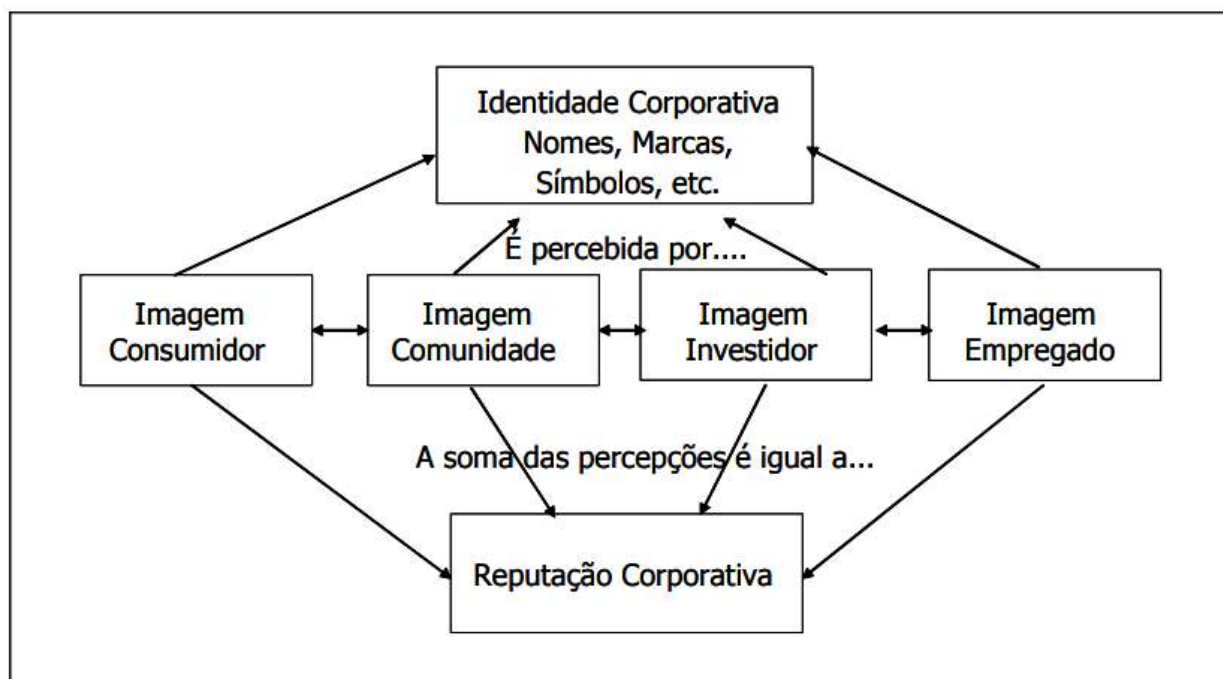 Identidade Corporativa
Nomes, Marcas,
Símbolos, etc.
É percebida por....
Imagem
Consumidor
Imagem
Comunidade
Imagem
Investidor
Imagem
Empregado
A soma das percepções é igual a...
Reputação Corporativa